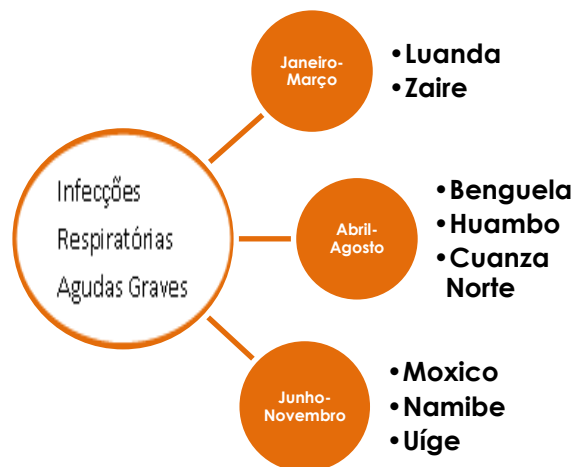 Infecções
Respiratórias
Agudas Graves
Janeiro-
Março
•Luanda
•Zaire
Abril-
Agosto
•Benguela
•Huambo
•Cuanza
Norte
Junho-
Novembro
•Moxico
•Namibe
•Uíge